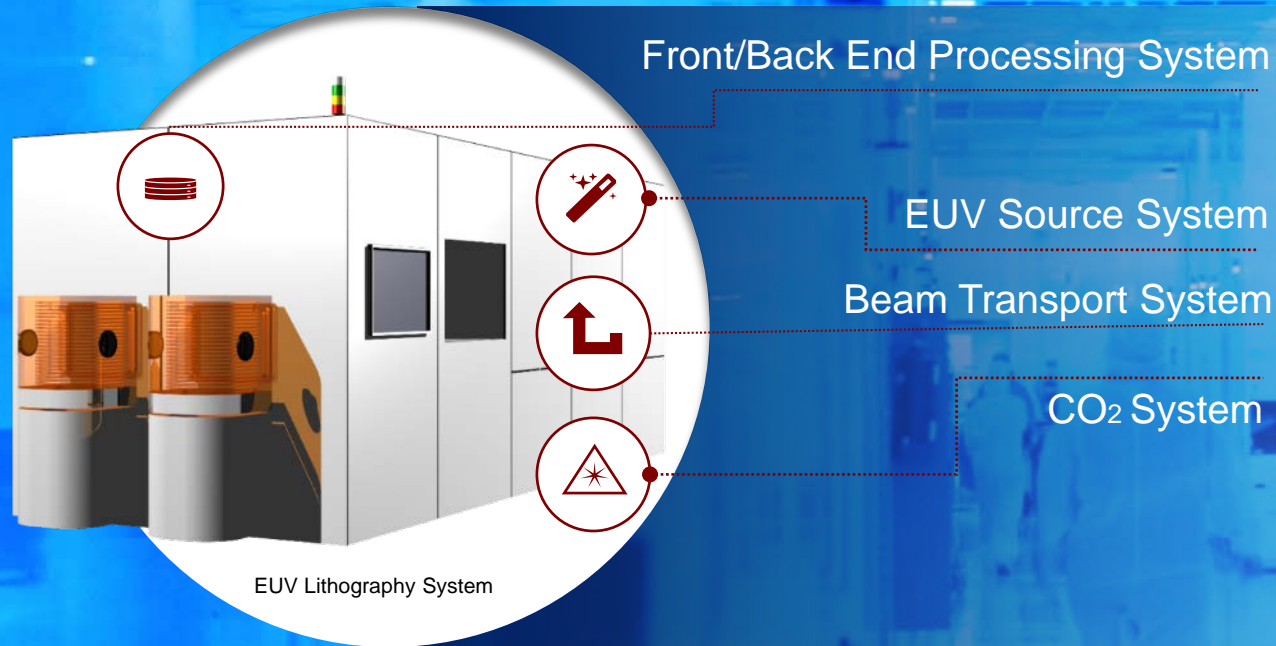 Front/Back End Processing System
EUV Source System
Beam Transport System
CO₂ System
EUV Lithography System